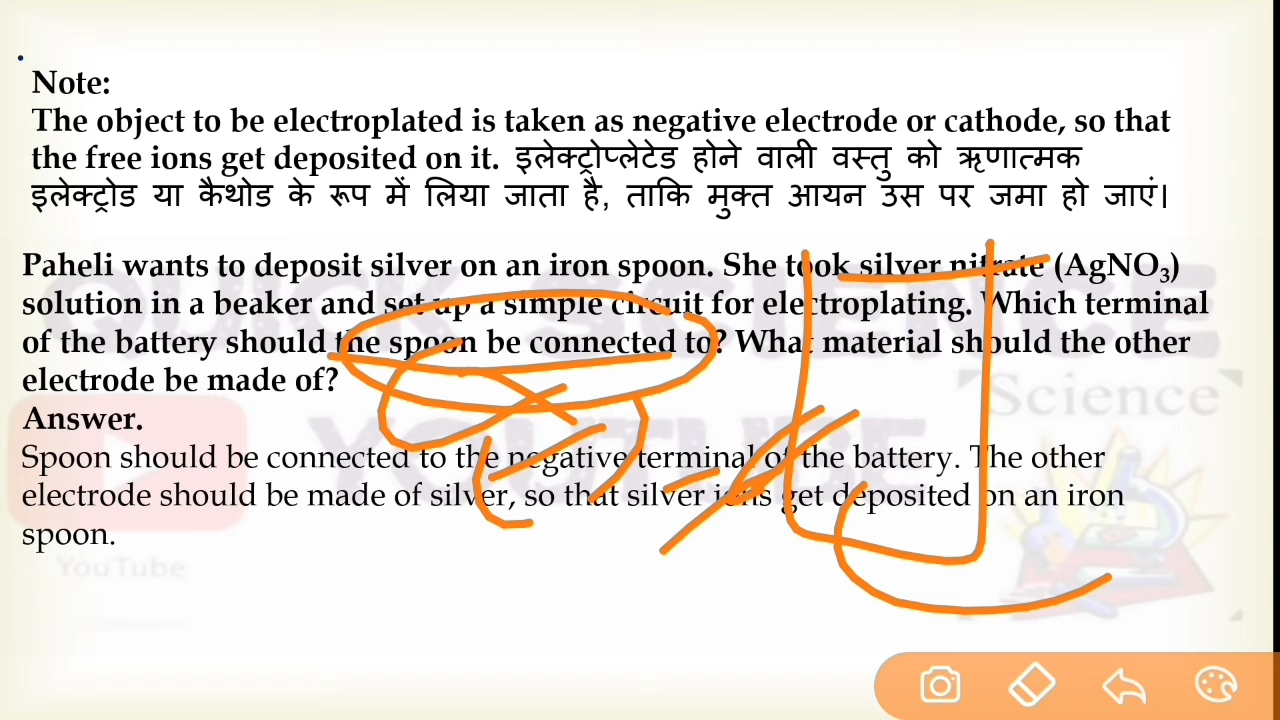 Note:
The object to be electroplated is taken as negative electrode or cathode, so that
the free ions get deposited on it. इलेक्ट्रोप्लेटेड होने वाली वस्तु को ऋणात्मक
इलेक्ट्रोड या कैथोड के रूप में लिया जाता है, ताकि मुक्त आयन उस पर जमा हो जाएं।
Paheli wants to deposit silver on an iron spoon. She took silver nitrate (AgNO₃)
solution in a beaker and set up a simple circuit for electroplating. Which terminal
of the battery should the spoon be connected to? What material should the other
electrode be made of?
Answer.
Spoon should be connected to the negative terminal of the battery. The other
electrode should be made of silver, so that silver ions get deposited on an iron
spoon.
QUICK SCIENCE
YOUTUBE
Science
YouTube